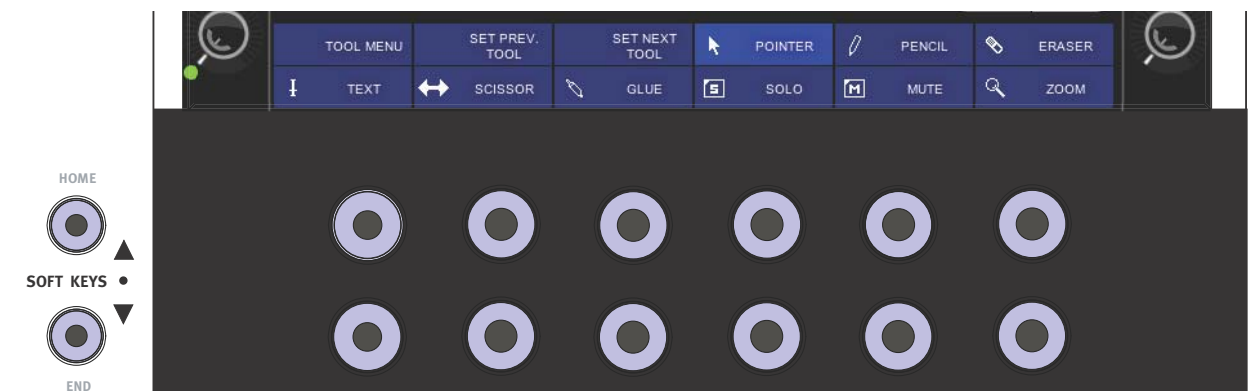 TOOL MENU
SET PREV.
TOOL
SET NEXT
TOOL
POINTER
PENCIL
ERASER
TEXT
SCISSOR
GLUE
S
SOLO
M
MUTE
ZOOM
HOME
SOFT KEYS
END